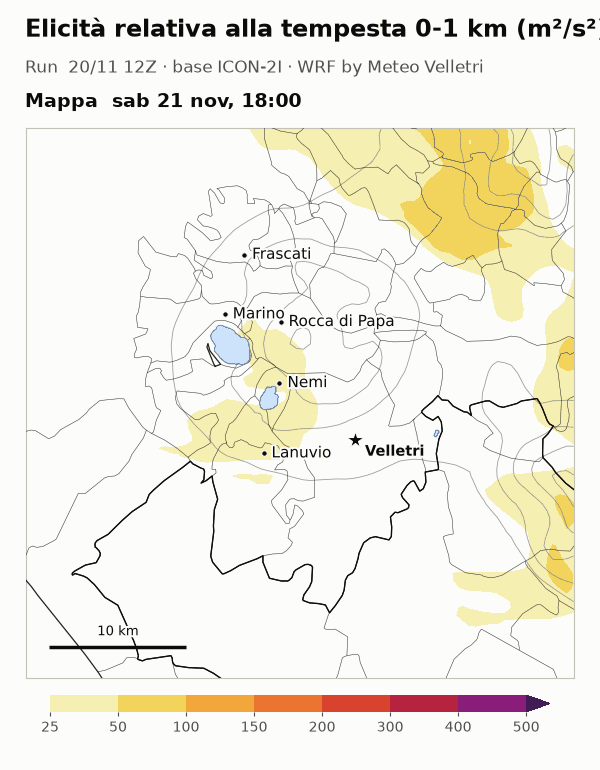 Elicità relativa alla tempesta 0-1 km (m²/s²)
Run 20/11 12Z · base ICON-2I · WRF by Meteo Velletri
Mappa sab 21 nov, 18:00
Frascati
Marino
Rocca di Papa
Nemi
Velletri
Lanuvio
10 km
25 50 100 150 200 300 400 500